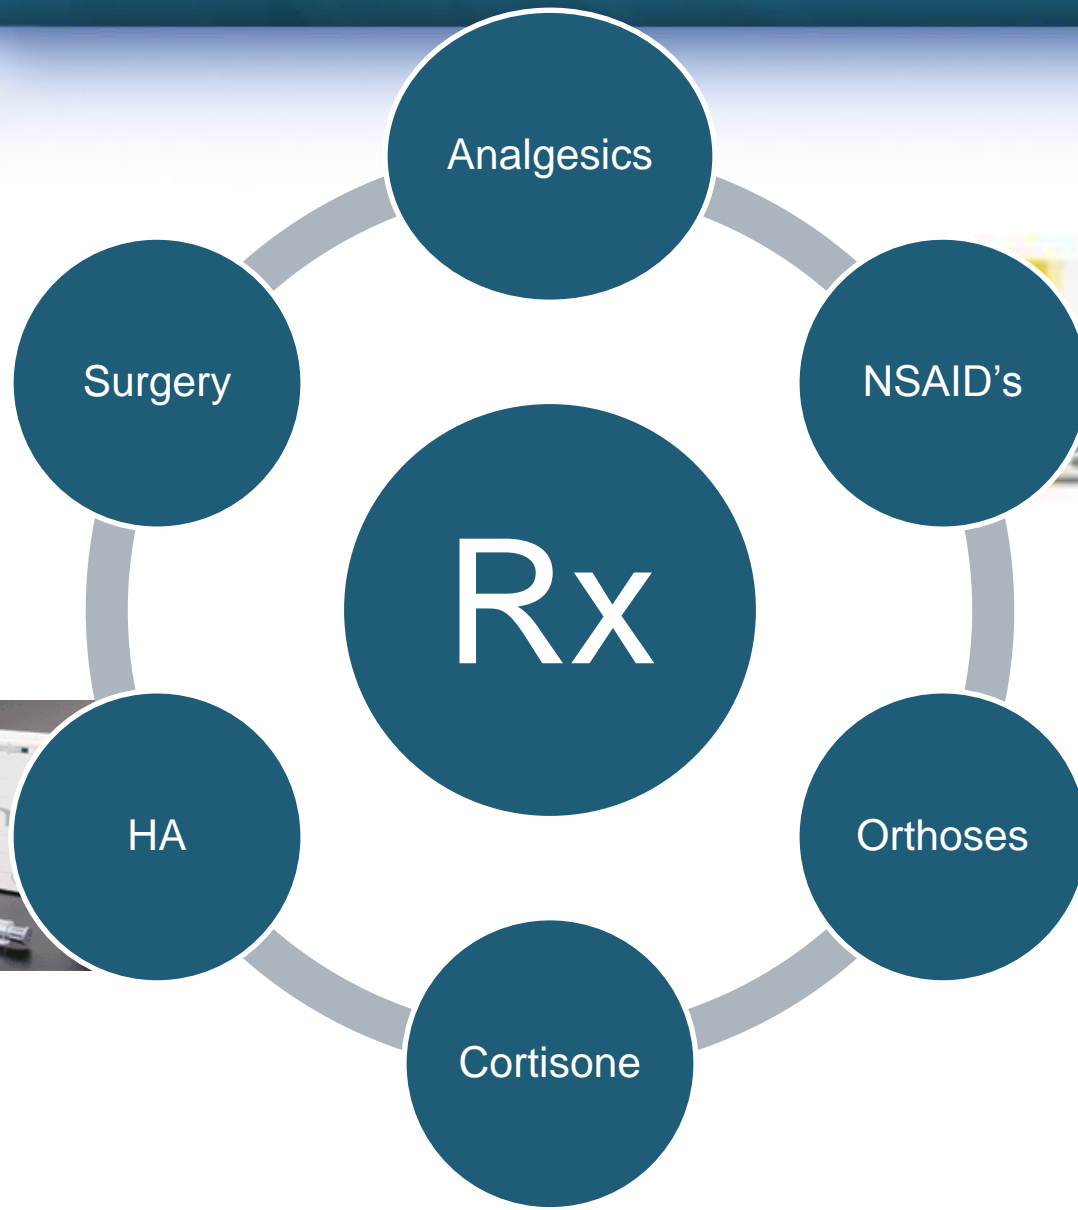 Analgesics
NSAID’s
Orthoses
Cortisone
HA
Surgery
Rx